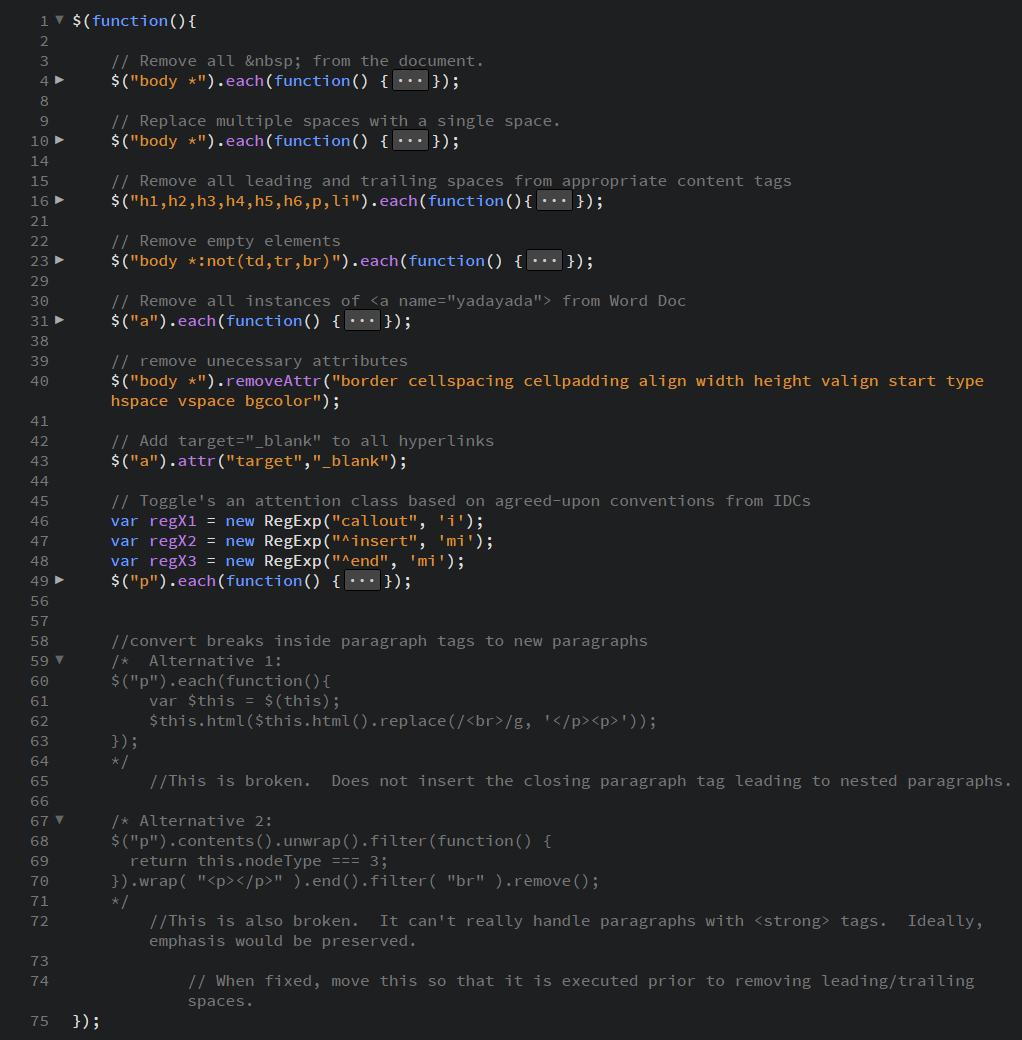 1 $(function(){
2
3 // Remove all &nbsp; from the document.
4 $("body *").each(function() {···});
8
9 // Replace multiple spaces with a single space.
10 $("body *").each(function() {···});
14
15 // Remove all leading and trailing spaces from appropriate content tags
16 $("h1,h2,h3,h4,h5,h6,p,li").each(function(){···});
21
22 // Remove empty elements
23 $("body *:not(td,tr,br)").each(function() {···});
29
30 // Remove all instances of <a name="yadayada"> from Word Doc
31 $("a").each(function() {···});
38
39 // remove unecessary attributes
40 $("body *").removeAttr("border cellspacing cellpadding align width height valign start type
hspace vspace bgcolor");
41
42 // Add target="_blank" to all hyperlinks
43 $("a").attr("target","_blank");
44
45 // Toggle's an attention class based on agreed-upon conventions from IDCs
46 var regX1 = new RegExp("callout", 'i');
47 var regX2 = new RegExp("^insert", 'mi');
48 var regX3 = new RegExp("^end", 'mi');
49 $("p").each(function() {···});
56
57
58 //convert breaks inside paragraph tags to new paragraphs
59 /*  Alternative 1:
60 $("p").each(function(){
61 var $this = $(this);
62 $this.html($this.html().replace(/<br>/g, '</p><p>'));
63 });
64 */
65 //This is broken.  Does not insert the closing paragraph tag leading to nested paragraphs.
66
67 /* Alternative 2:
68 $("p").contents().unwrap().filter(function() {
69 return this.nodeType === 3;
70 }).wrap( "<p></p>" ).end().filter( "br" ).remove();
71 */
72 //This is also broken.  It can't really handle paragraphs with <strong> tags.  Ideally,
emphasis would be preserved.
73
74 // When fixed, move this so that it is executed prior to removing leading/trailing
spaces.
75 });